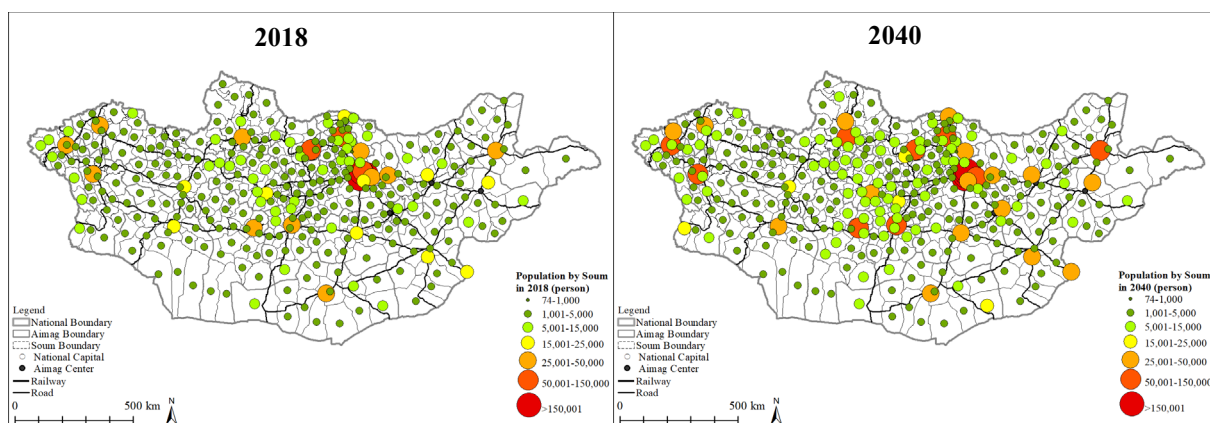 2018
Population by Soum
in 2018 (person)
74-1,000
1,001-5,000
5,001-15,000
15,001-25,000
25,001-50,000
50,001-150,000
>150,001
Legend
National Boundary
Aimag Boundary
Soum Boundary
National Capital
Aimag Center
Railway
Road
0 500 km
N
2040
Population by Soum
in 2040 (person)
74-1,000
1,001-5,000
5,001-15,000
15,001-25,000
25,001-50,000
50,001-150,000
>150,001
Legend
National Boundary
Aimag Boundary
Soum Boundary
National Capital
Aimag Center
Railway
Road
0 500 km
N